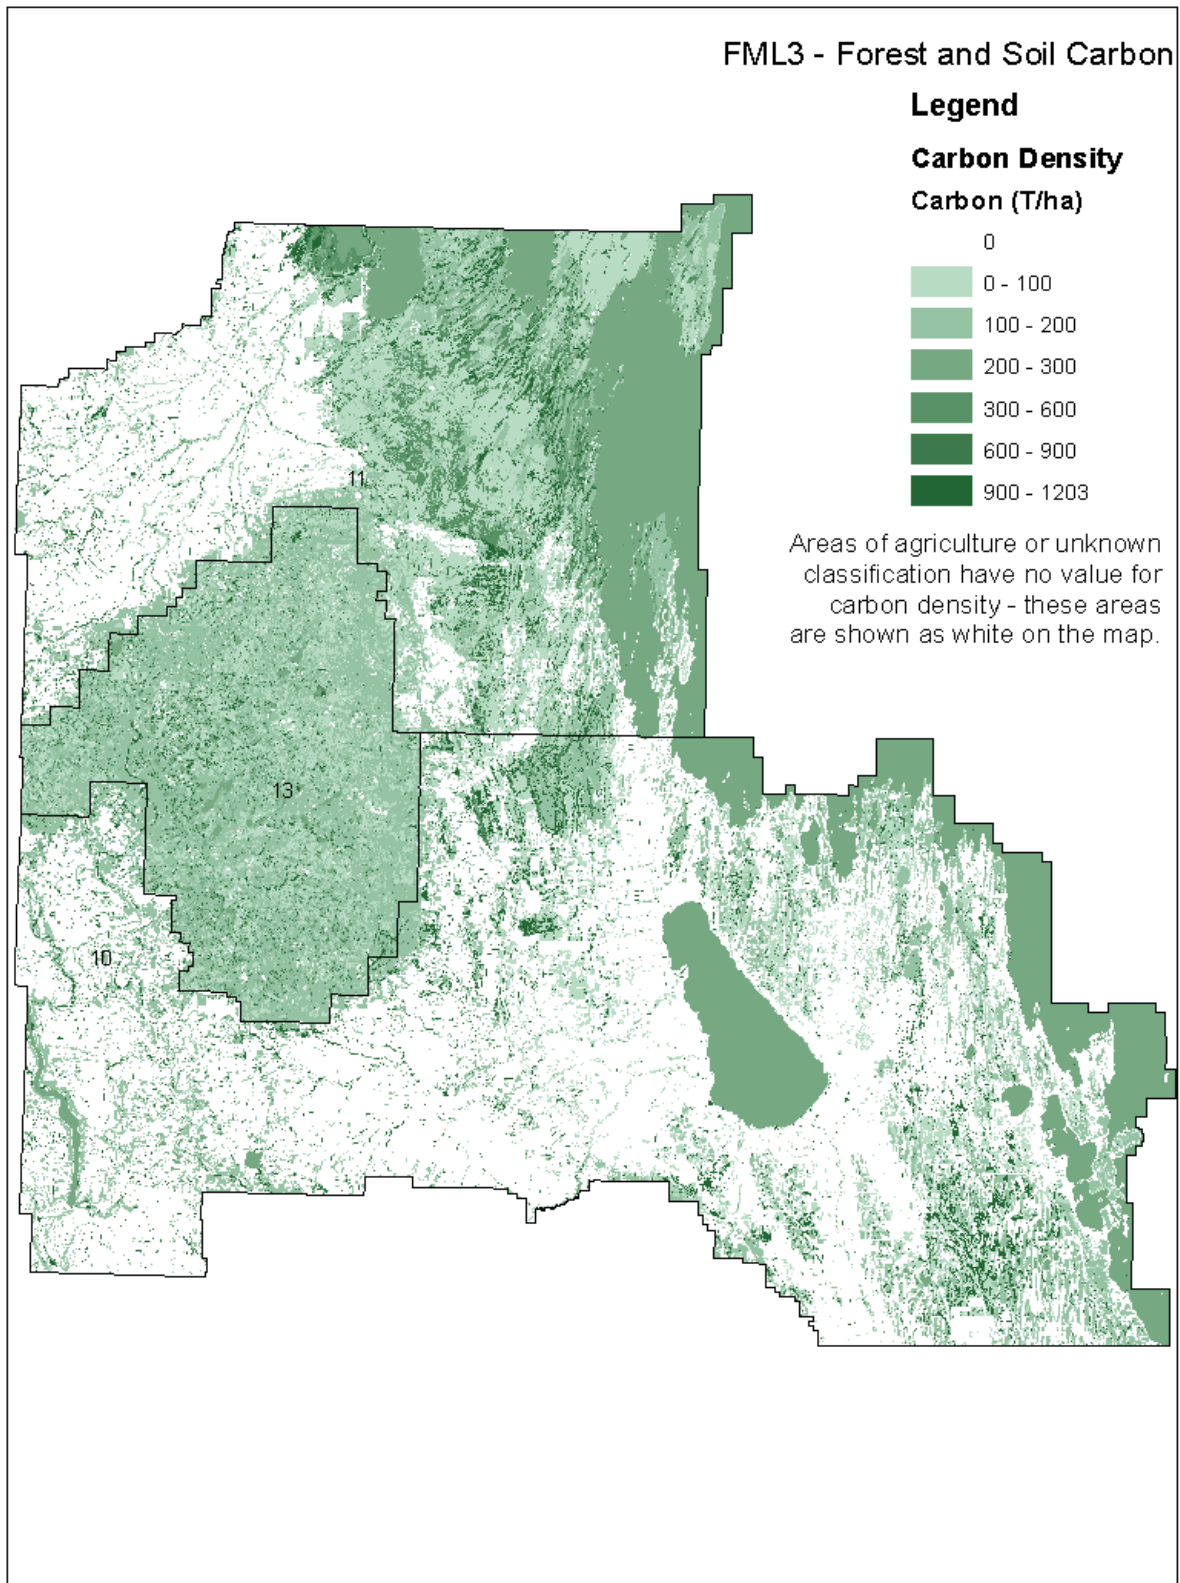 FML3 - Forest and Soil Carbon
Legend
Carbon Density
Carbon (T/ha)
0
0 - 100
100 - 200
200 - 300
300 - 600
600 - 900
900 - 1203
Areas of agriculture or unknown
classification have no value for
carbon density - these areas
are shown as white on the map.
11
13
10